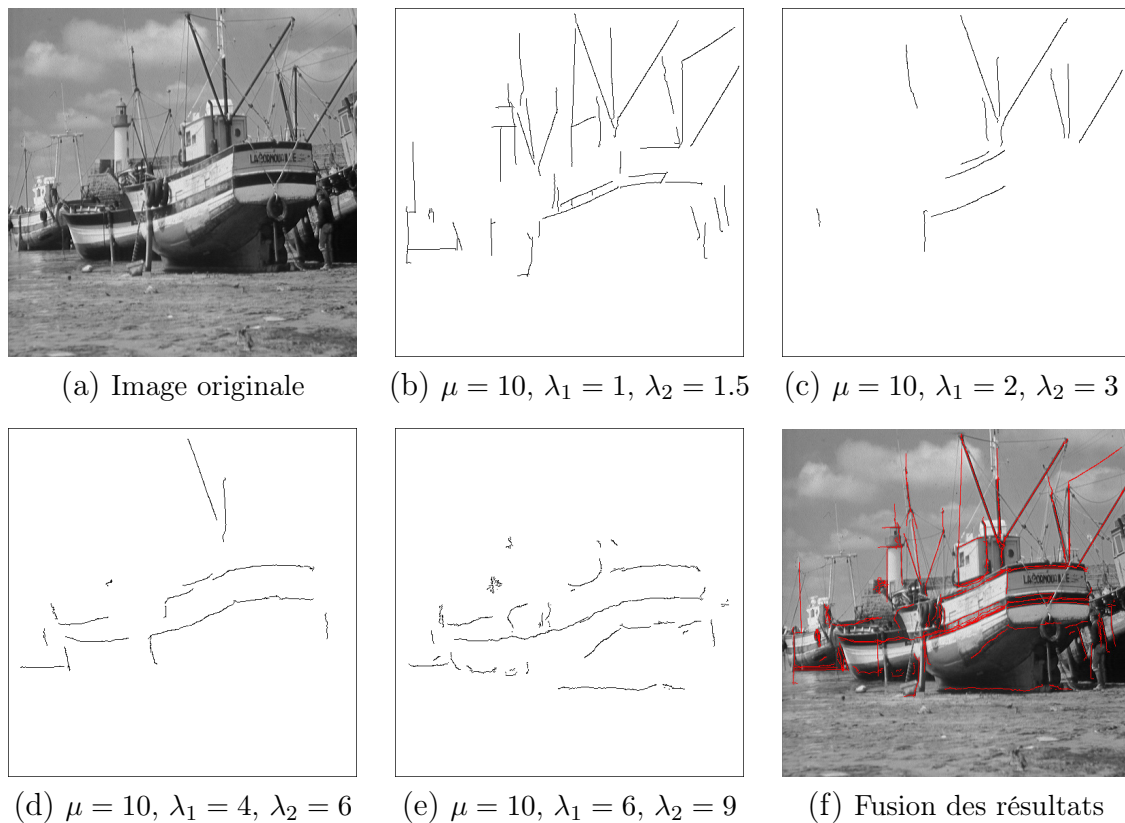 (a) Image originale
(b) μ = 10, λ₁ = 1, λ₂ = 1.5
(c) μ = 10, λ₁ = 2, λ₂ = 3
(d) μ = 10, λ₁ = 4, λ₂ = 6
(e) μ = 10, λ₁ = 6, λ₂ = 9
(f) Fusion des résultats